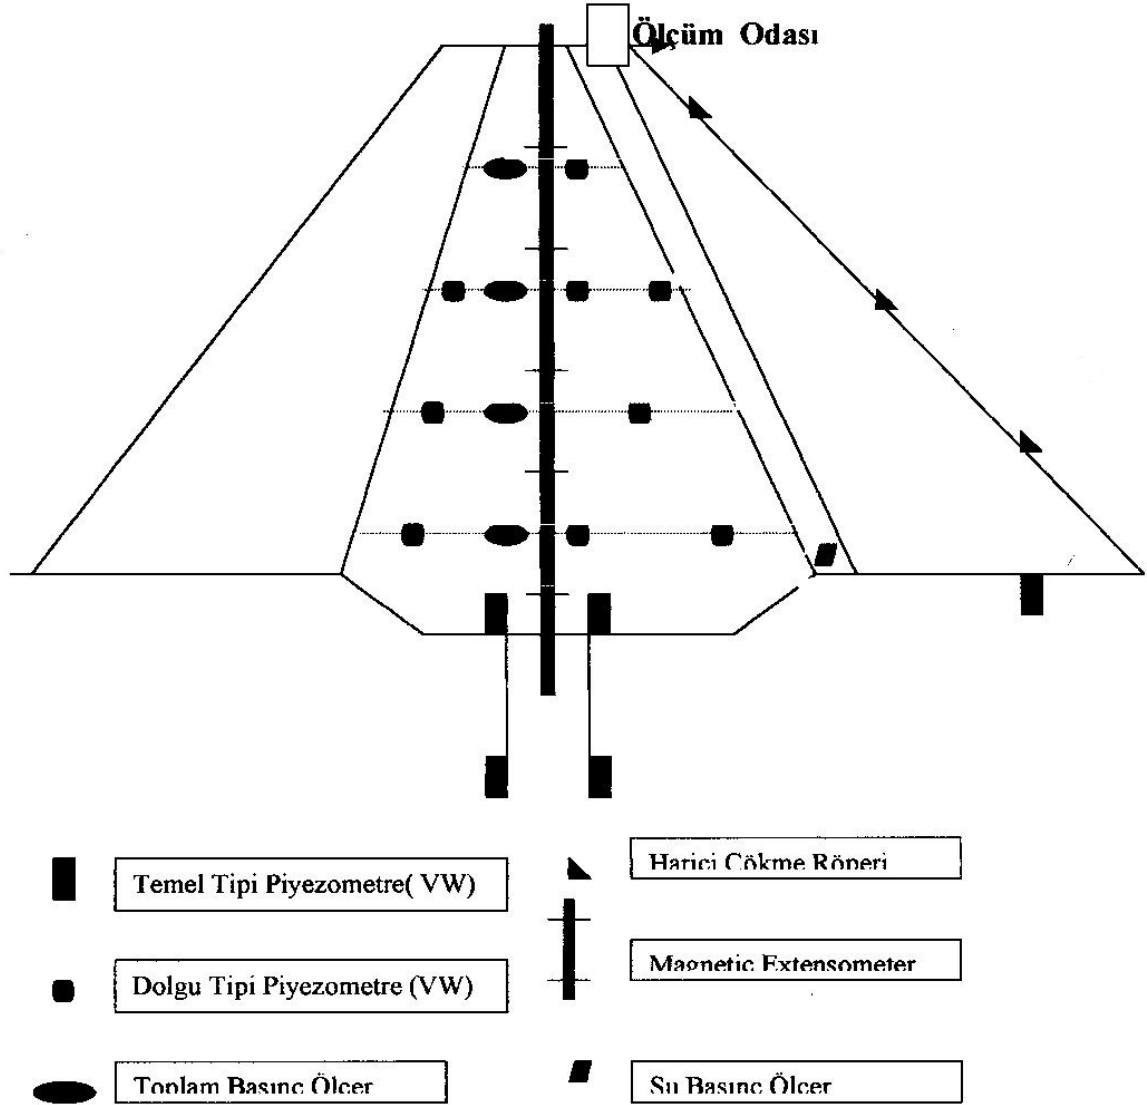 Ölçüm Odası
Temel Tipi Piyezometre( VW)
Harici Çökme Röperi
Dolgu Tipi Piyezometre (VW)
Magnetic Extensometer
Toplam Basınç Ölçer
Su Basınç Ölçer